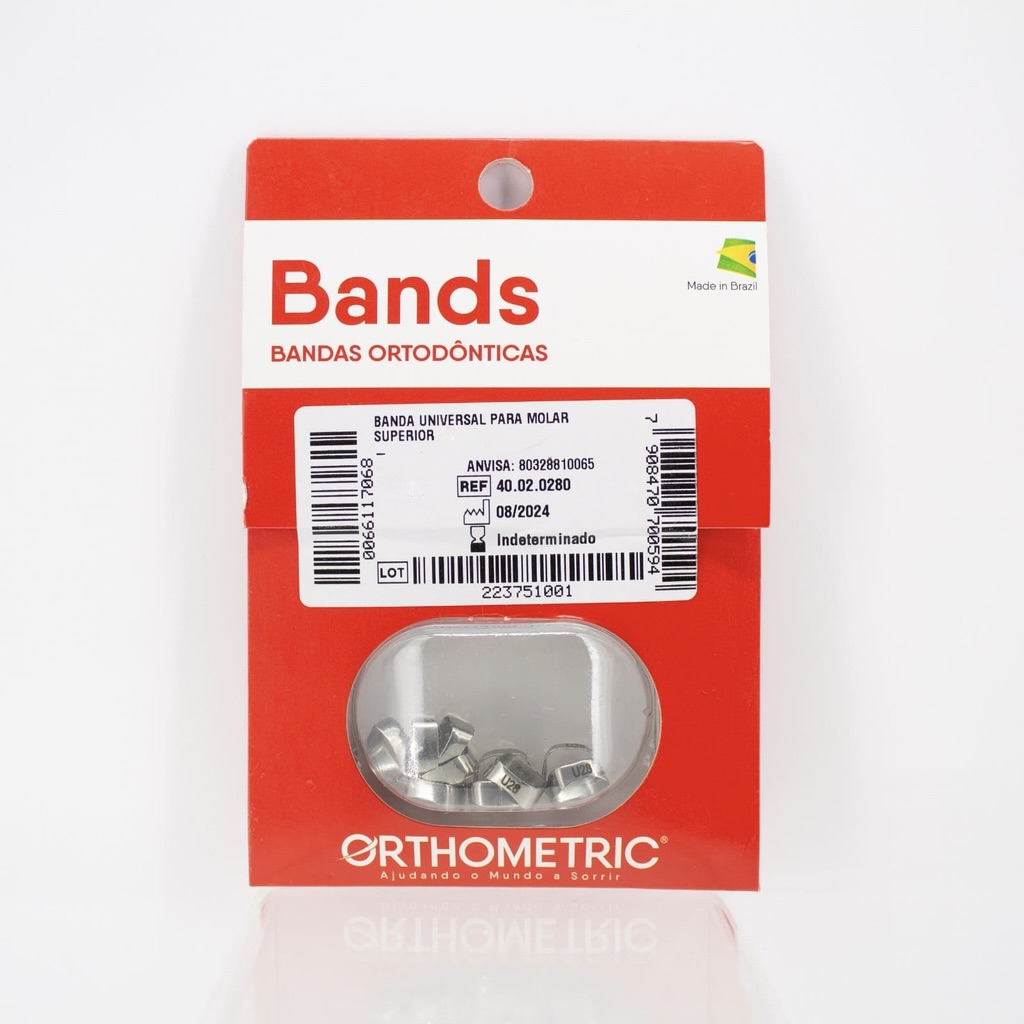 Bands
BANDAS ORTODÔNTICAS
Made in Brazil
BANDA UNIVERSAL PARA MOLAR
SUPERIOR
ANVISA: 80328810065
REF 40.02.0280
08/2024
Indeterminado
LOT
223751001
0066117068
7 908470 700594
U28
U28
ORTHOMETRIC®
Ajudando o Mundo a Sorrir